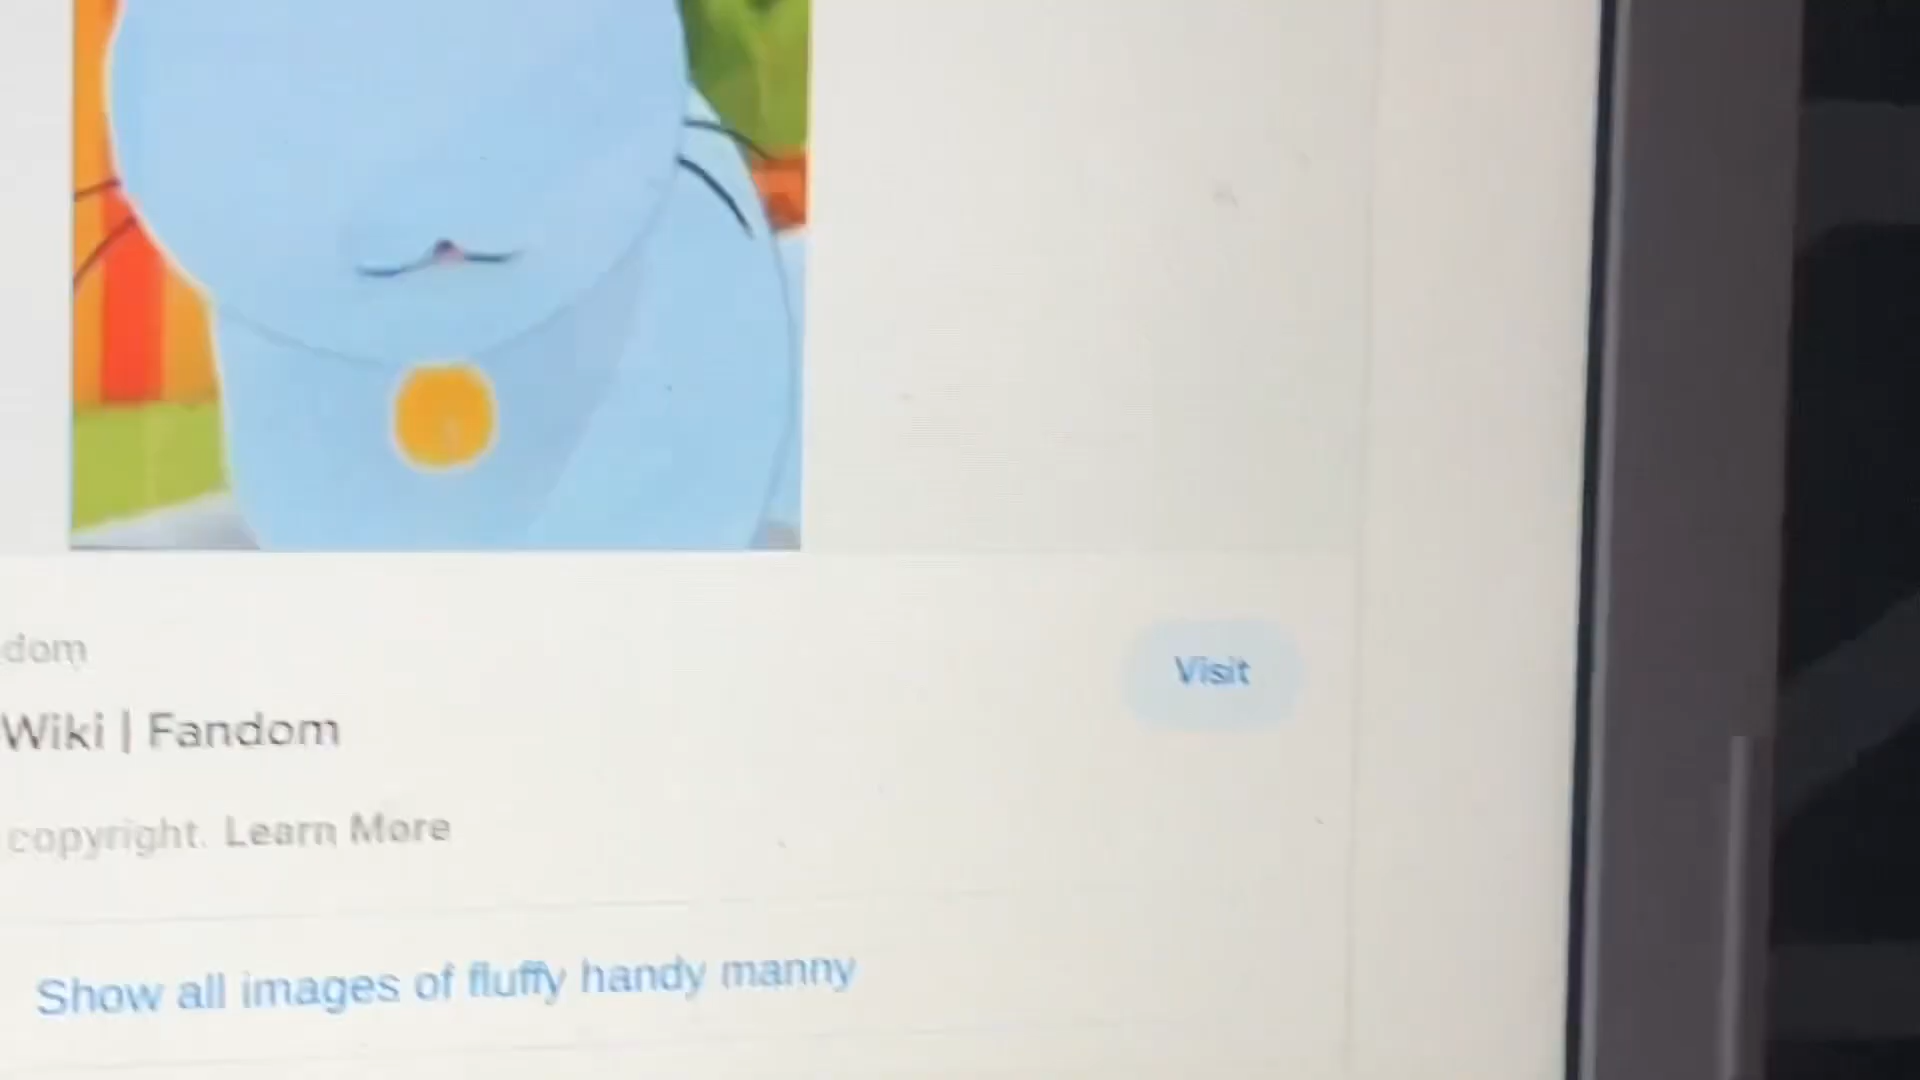 dom
Visit
Wiki | Fandom
copyright. Learn More
Show all images of fluffy handy manny